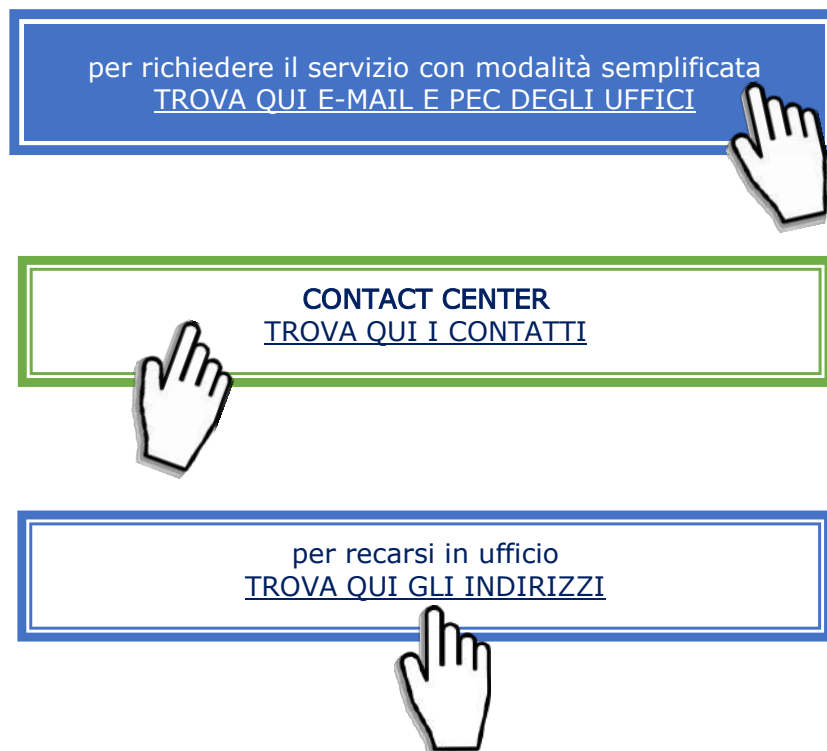 per richiedere il servizio con modalità semplificata
TROVA QUI E-MAIL E PEC DEGLI UFFICI
CONTACT CENTER
TROVA QUI I CONTATTI
per recarsi in ufficio
TROVA QUI GLI INDIRIZZI